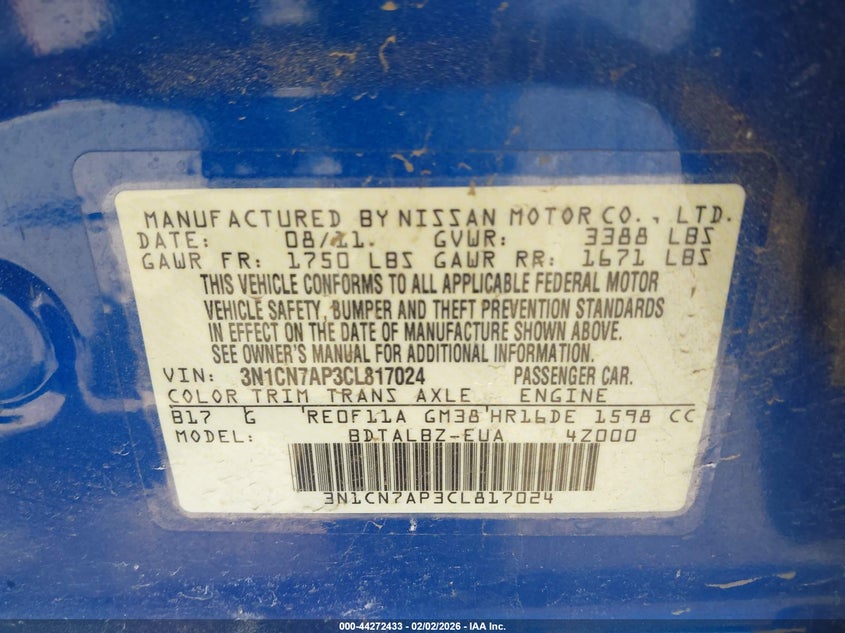 MANUFACTURED BY NISSAN MOTOR CO., LTD.
DATE: 08/11. GVWR: 3388 LBS
GAWR FR: 1750 LBS GAWR RR: 1671 LBS
THIS VEHICLE CONFORMS TO ALL APPLICABLE FEDERAL MOTOR
VEHICLE SAFETY, BUMPER AND THEFT PREVENTION STANDARDS
IN EFFECT ON THE DATE OF MANUFACTURE SHOWN ABOVE.
SEE OWNER'S MANUAL FOR ADDITIONAL INFORMATION.
VIN: 3N1CN7AP3CL817024 PASSENGER CAR.
COLOR TRIM TRANS AXLE ENGINE
B17 G RE0F11A GM38 HR16DE 1598 CC
MODEL: BDTALBZ-EUA 4Z000
3N1CN7AP3CL817024
000-44272433 - 02/02/2026 - IAA Inc.